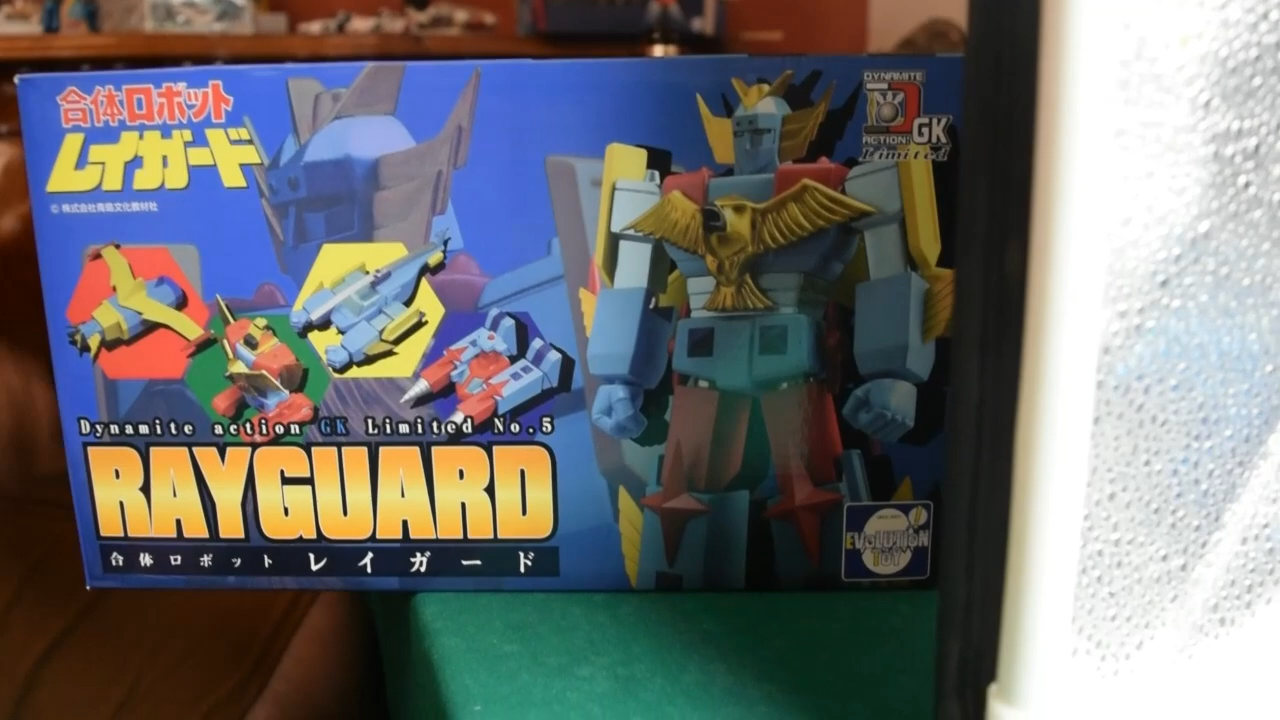 合体ロボット
レイガード
© 株式会社青島文化教材社
DYNAMITE
D
ACTION!
GK
Limited
Dynamite action GK Limited No.5
RAYGUARD
合体ロボット レイガード
EVOLUTION
TOY